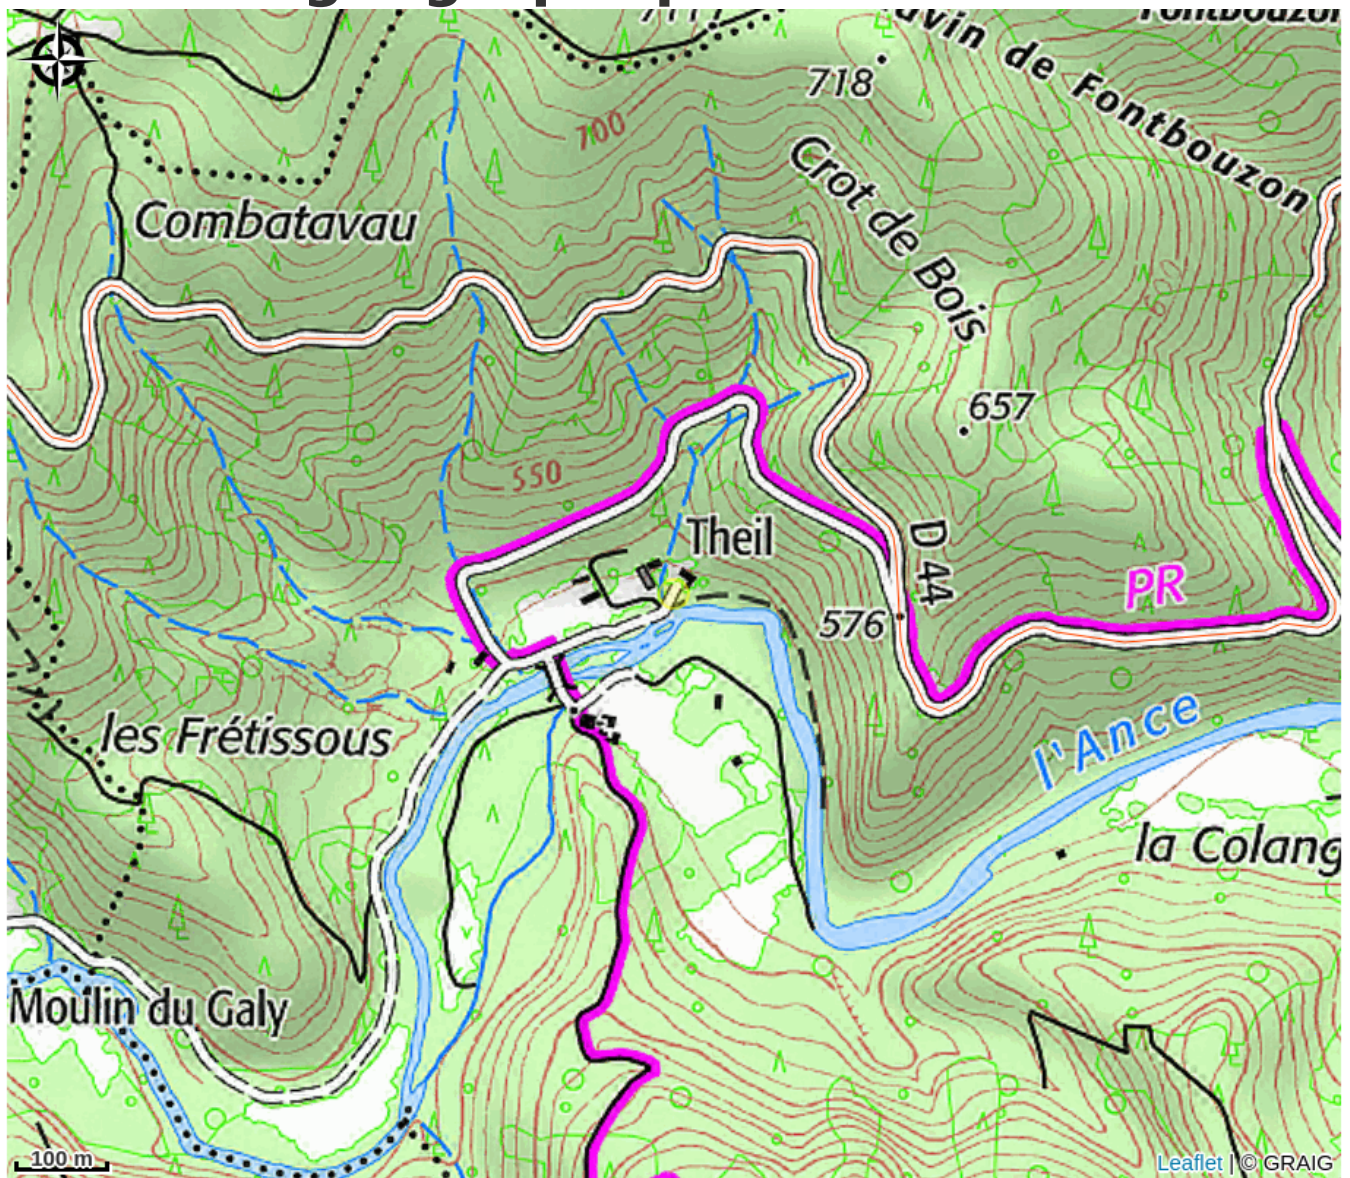 718
700
Combatavau
Crot de Bois
de Fontbouzon
657
550
Theil
D 44
PR
576
l'Ance
les Frétissous
la Colang
Moulin du Galy
100 m
Leaflet | © GRAIG